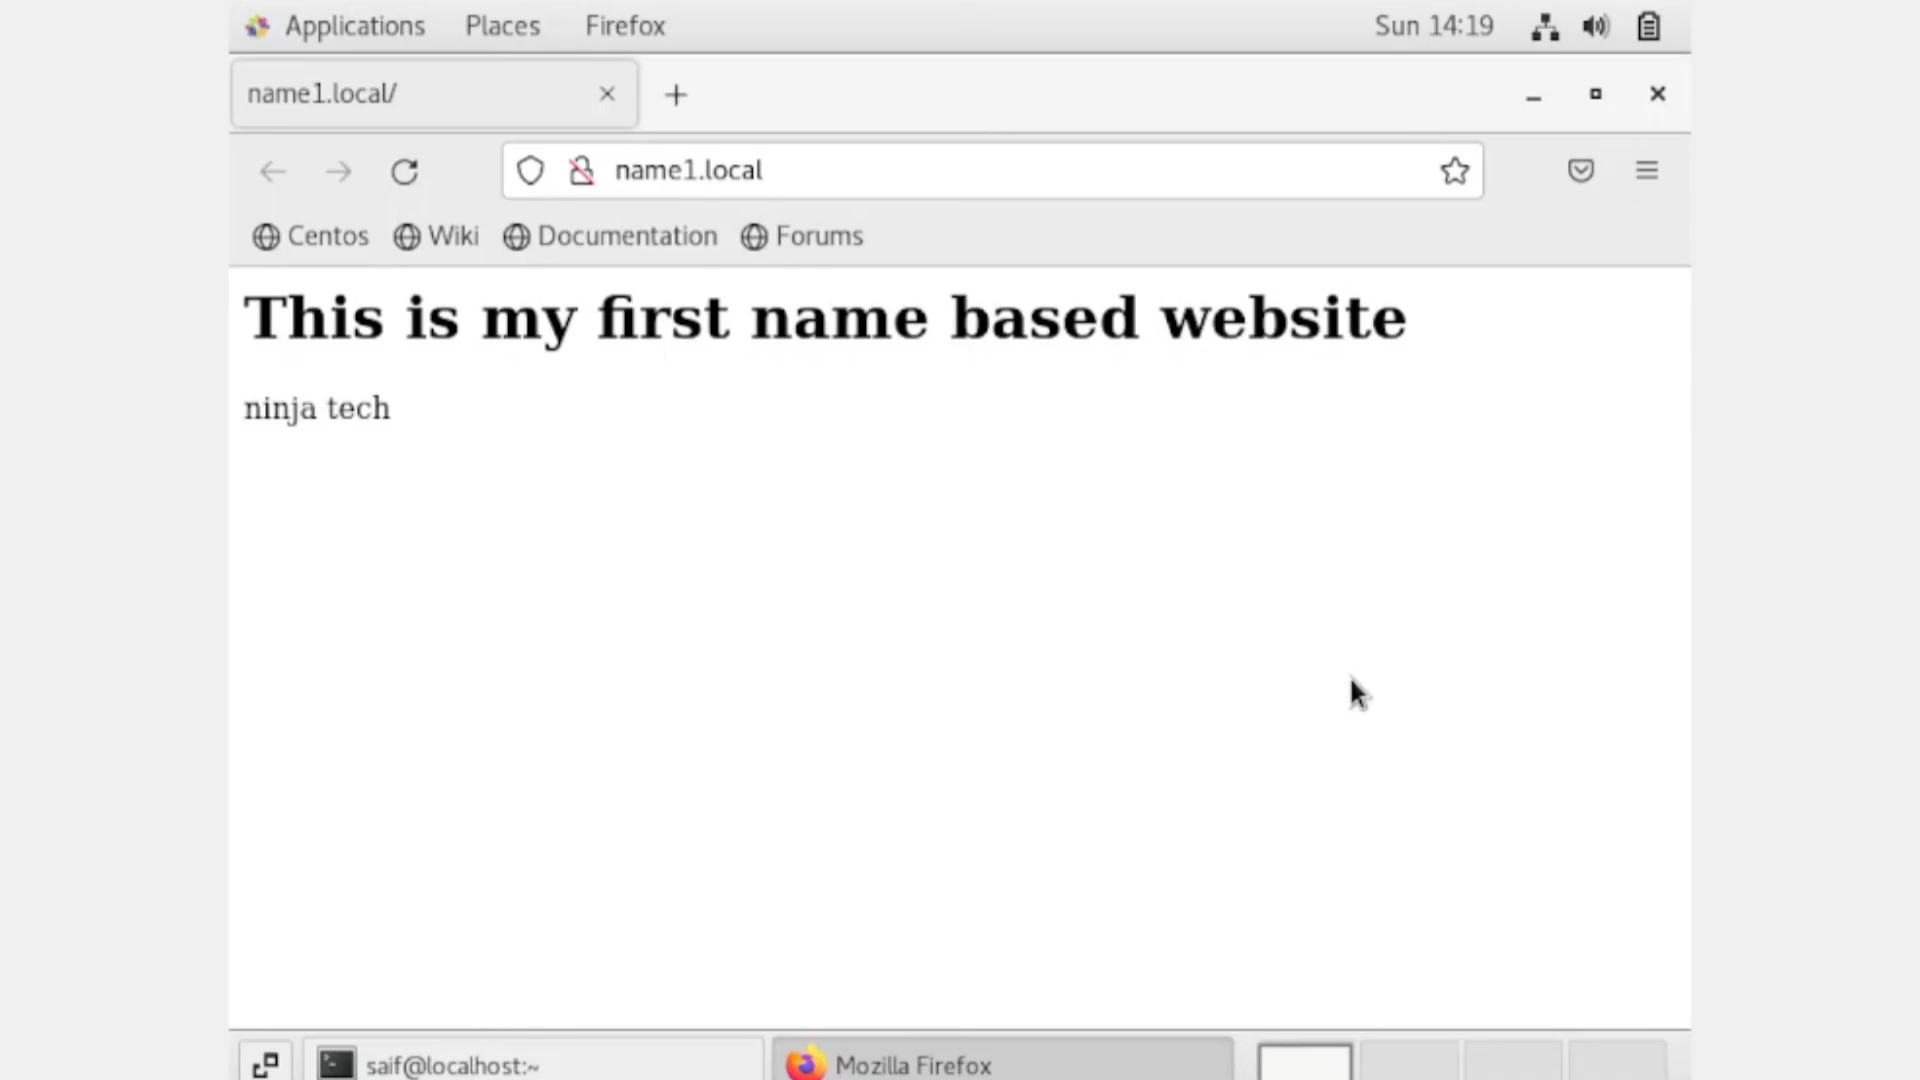 Applications Places Firefox Sun 14:19
name1.local/
name1.local
Centos Wiki Documentation Forums
This is my first name based website
ninja tech
saif@localhost:~ Mozilla Firefox